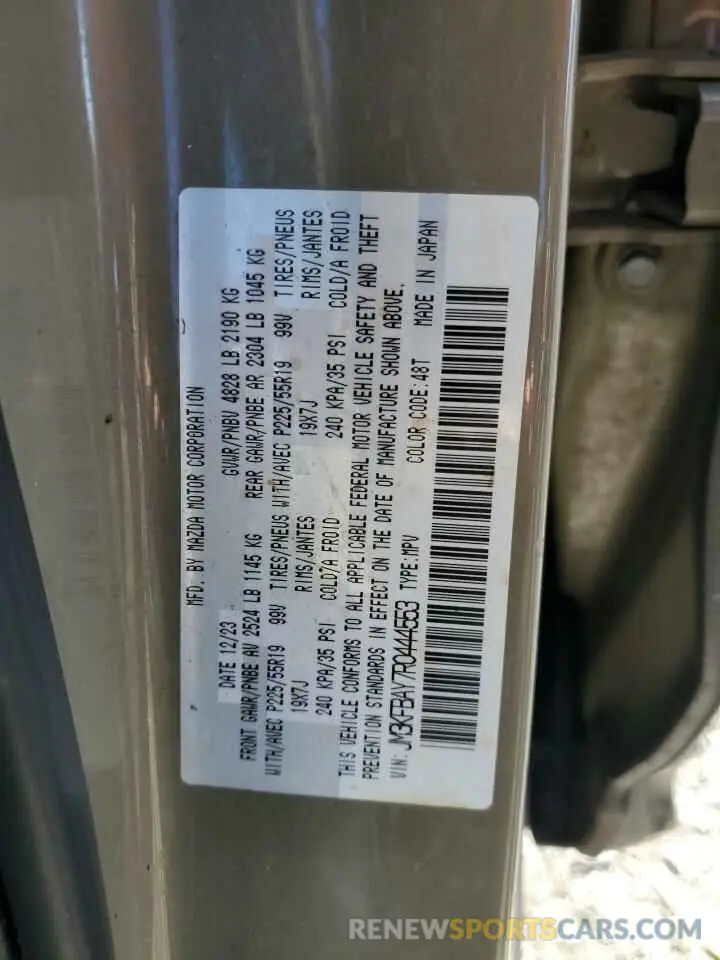 MFD. BY MAZDA MOTOR CORPORATION
DATE 12/23 GVWR/PNBV 4828 LB 2190 KG
FRONT GAWR/PNBE AV 2524 LB 1145 KG REAR GAWR/PNBE AR 2304 LB 1045 KG
WITH/AVEC P225/55R19 99V TIRES/PNEUS WITH/AVEC P225/55R19 99V TIRES/PNEUS
19X7J RIMS/JANTES 19X7J RIMS/JANTES
240 KPA/35 PSI COLD/A FROID 240 KPA/35 PSI COLD/A FROID
THIS VEHICLE CONFORMS TO ALL APPLICABLE FEDERAL MOTOR VEHICLE SAFETY AND THEFT
PREVENTION STANDARDS IN EFFECT ON THE DATE OF MANUFACTURE SHOWN ABOVE.
VIN: JM3KFBAY7R0444553 TYPE:MPV COLOR CODE:48T MADE IN JAPAN
RENEWSPORTSCARS.COM